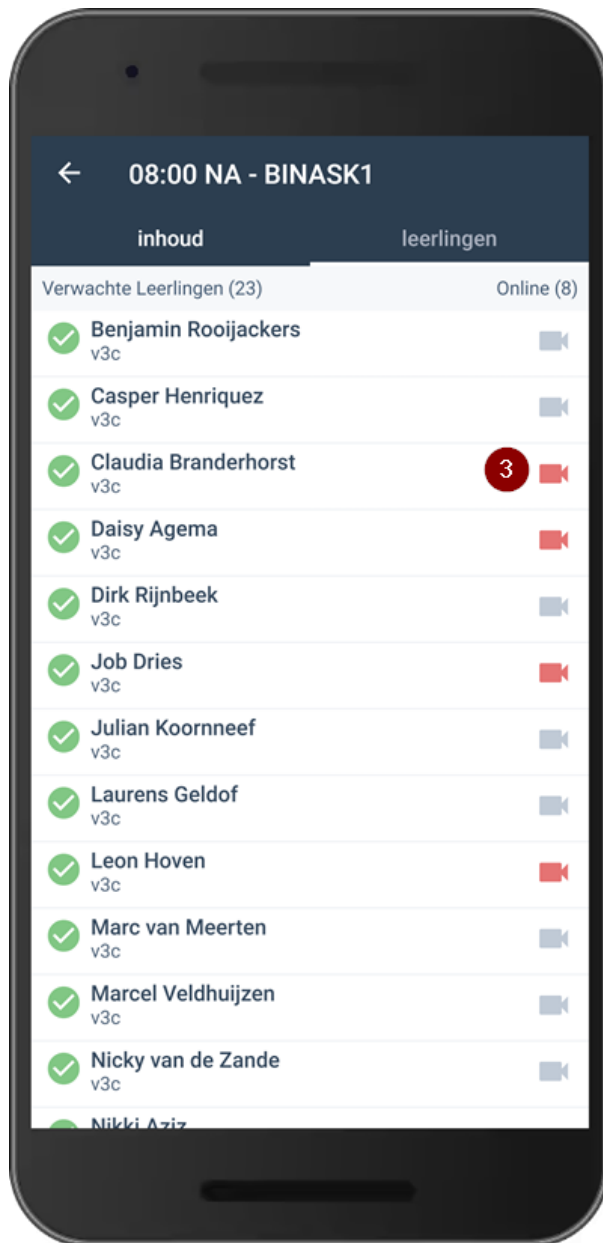 08:00 NA - BINASK1
inhoud leerlingen
Verwachte Leerlingen (23) Online (8)
Benjamin Rooijackers
v3c
Casper Henriquez
v3c
Claudia Branderhorst
v3c
3
Daisy Agema
v3c
Dirk Rijnbeek
v3c
Job Dries
v3c
Julian Koornneef
v3c
Laurens Geldof
v3c
Leon Hoven
v3c
Marc van Meerten
v3c
Marcel Veldhuijzen
v3c
Nicky van de Zande
v3c
Nikki Aziz